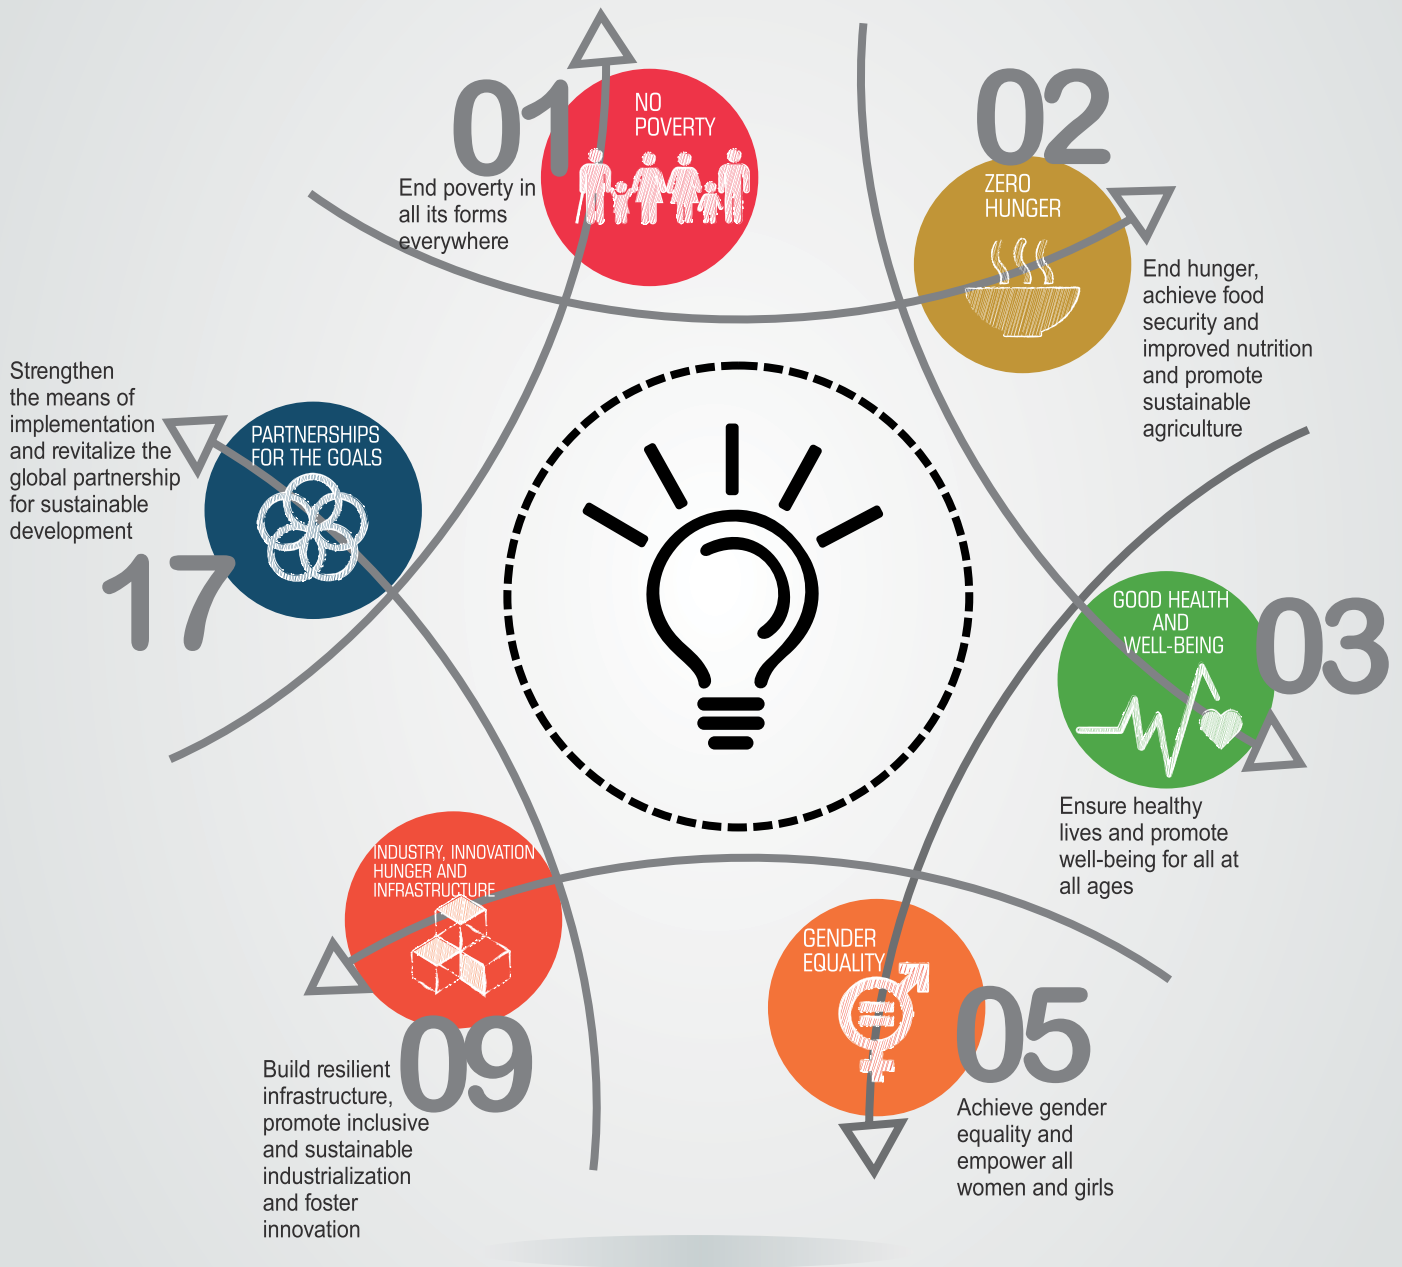 01
NO
POVERTY
End poverty in
all its forms
everywhere
02
ZERO
HUNGER
End hunger,
achieve food
security and
improved nutrition
and promote
sustainable
agriculture
GOOD HEALTH
AND
WELL-BEING
03
Ensure healthy
lives and promote
well-being for all at
all ages
GENDER
EQUALITY
05
Achieve gender
equality and
empower all
women and girls
INDUSTRY, INNOVATION
HUNGER AND
INFRASTRUCTURE
09
Build resilient
infrastructure,
promote inclusive
and sustainable
industrialization
and foster
innovation
Strengthen
the means of
implementation
and revitalize the
global partnership
for sustainable
development
PARTNERSHIPS
FOR THE GOALS
17